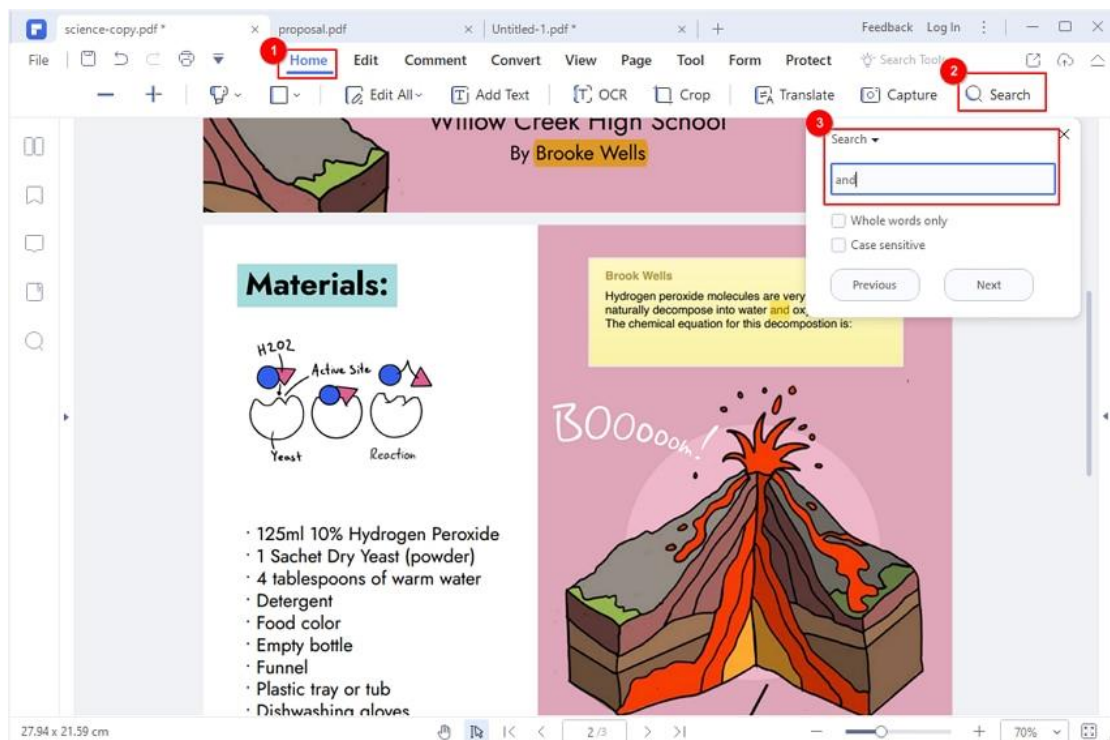 science-copy.pdf * × proposal.pdf × Untitled-1.pdf * × + Feedback Log In
File 1 Home Edit Comment Convert View Page Tool Form Protect Search Tools
2
Edit All Add Text OCR Crop Translate Capture Search
Willow Creek High School
By Brooke Wells
3
Search
and
Whole words only
Case sensitive
Previous Next
Materials:
H2O2
Active Site
Yeast
Reaction
· 125ml 10% Hydrogen Peroxide
· 1 Sachet Dry Yeast (powder)
· 4 tablespoons of warm water
· Detergent
· Food color
· Empty bottle
· Funnel
· Plastic tray or tub
· Dishwashing gloves
Brook Wells
Hydrogen peroxide molecules are very
naturally decompose into water and ox
The chemical equation for this decompostion is:
BOOooom!
27.94 x 21.59 cm 2 /3 70%